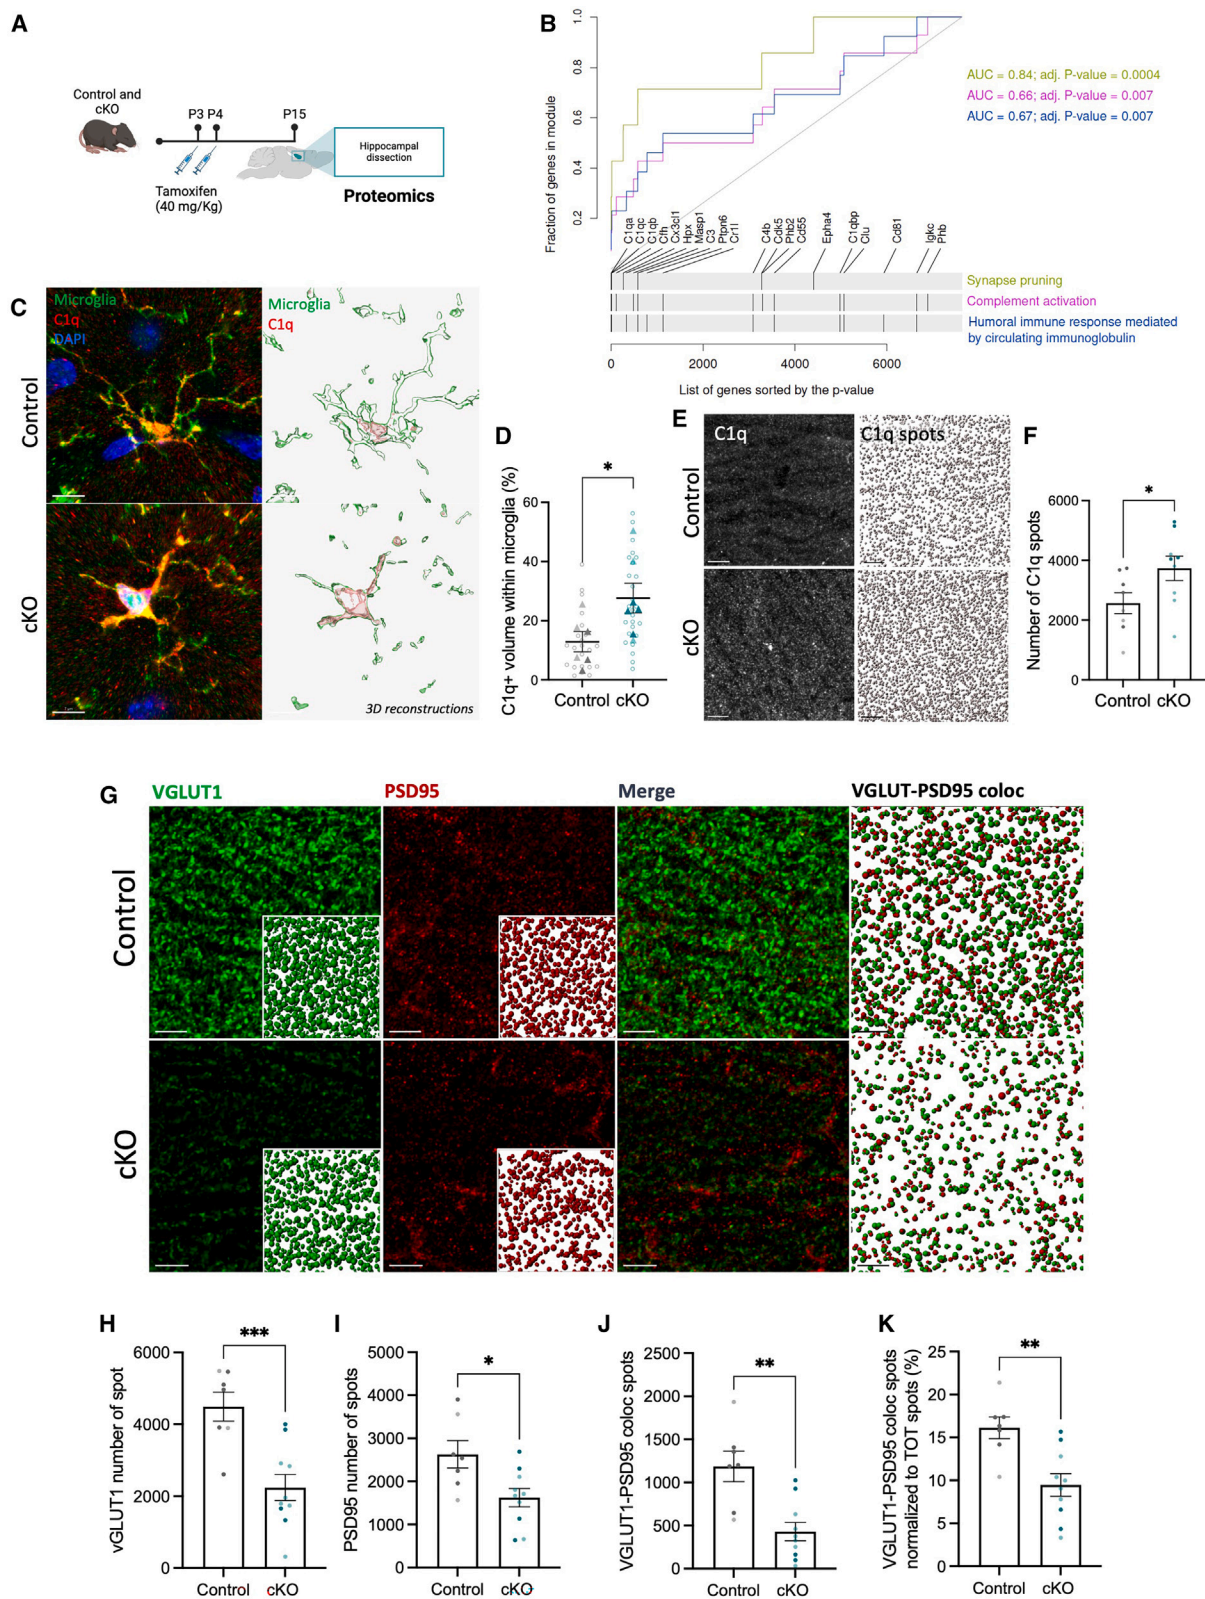 A
Control and
cKO
P3 P4
P15
Tamoxifen
(40 mg/Kg)
Hippocampal
dissection
Proteomics
B
Fraction of genes in module
1.0
0.8
0.6
0.4
0.2
AUC = 0.84; adj. P-value = 0.0004
AUC = 0.66; adj. P-value = 0.007
AUC = 0.67; adj. P-value = 0.007
C1qa
C1qc
C1qb
Cfh
Cx3cl1
Hpx
Masp1
C3
Ptpn6
Cr1l
C4b
Cdk5
Phb2
Cd55
Epha4
C1qbp
Clu
Cd81
Igkc
Phb
Synapse pruning
Complement activation
Humoral immune response mediated
by circulating immunoglobulin
0
2000
4000
6000
List of genes sorted by the p-value
C
Microglia
C1q
DAPI
Microglia
C1q
Control
cKO
3D reconstructions
D
C1q+ volume within microglia (%)
*
60
40
20
0
Control cKO
E
C1q
C1q spots
Control
cKO
F
Number of C1q spots
*
6000
4000
2000
0
Control cKO
G
VGLUT1
PSD95
Merge
VGLUT-PSD95 coloc
Control
cKO
H
vGLUT1 number of spot
***
6000
4000
2000
0
Control cKO
I
PSD95 number of spots
*
5000
4000
3000
2000
1000
0
Control cKO
J
VGLUT1-PSD95 coloc spots
**
2500
2000
1500
1000
500
0
Control cKO
K
VGLUT1-PSD95 coloc spots
normalized to TOT spots (%)
**
25
20
15
10
5
0
Control cKO